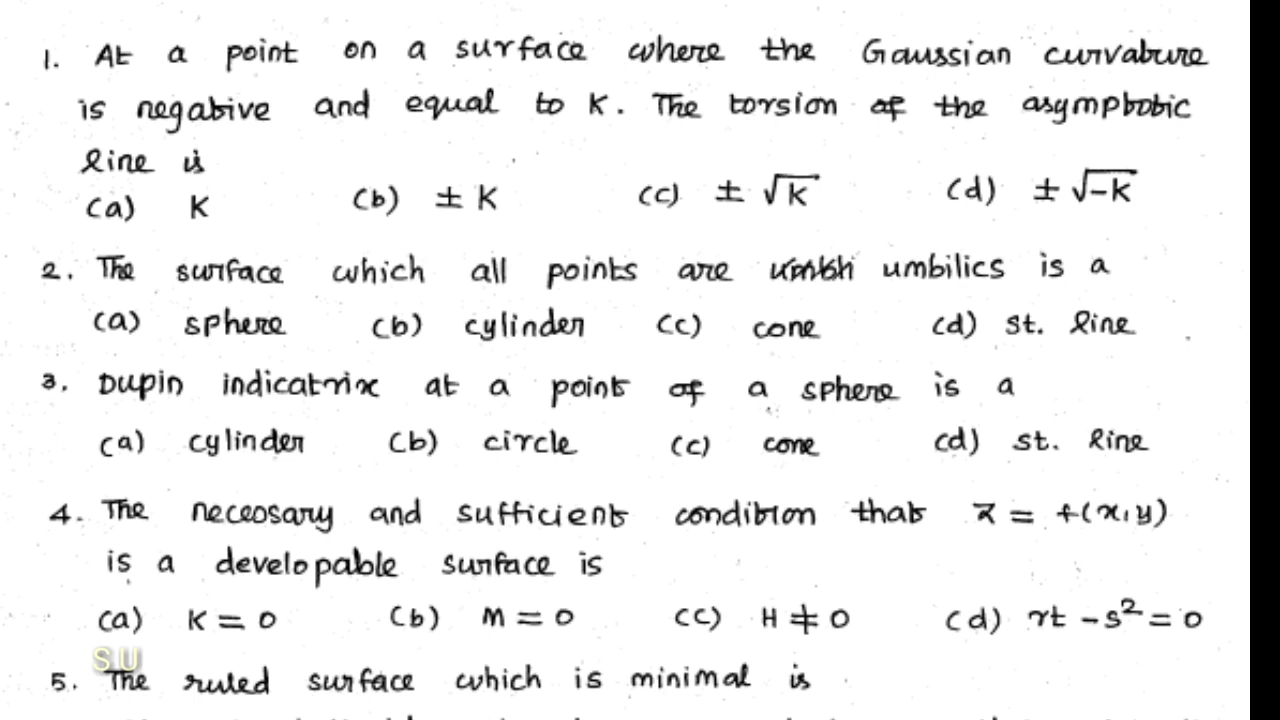 1. At a point on a surface where the Gaussian curvature
is negative and equal to K. The torsion of the asymptotic
line is
(a) K (b) ± K (c) ± √K (d) ± √-K
2. The surface which all points are umbilics is a
(a) sphere (b) cylinder (c) cone (d) st. line
3. Dupin indicatrix at a point of a sphere is a
(a) cylinder (b) circle (c) cone (d) st. line
4. The necessary and sufficient condition that z = f(x,y)
is a developable surface is
(a) K = 0 (b) M = 0 (c) H ≠ 0 (d) rt - s² = 0
S U
5. The ruled surface which is minimal is